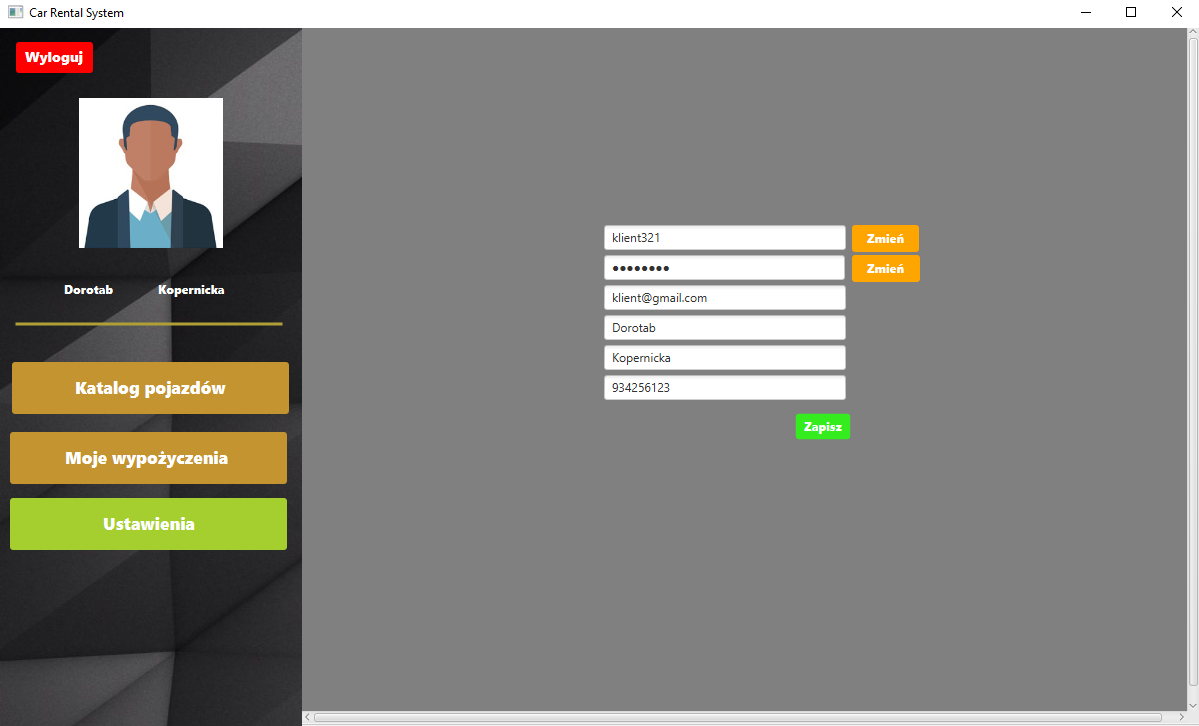 Car Rental System
Wyloguj
Dorotab Kopernicka
Katalog pojazdów
Moje wypożyczenia
Ustawienia
klient321 Zmień
●●●●●●●● Zmień
klient@gmail.com
Dorotab
Kopernicka
934256123
Zapisz